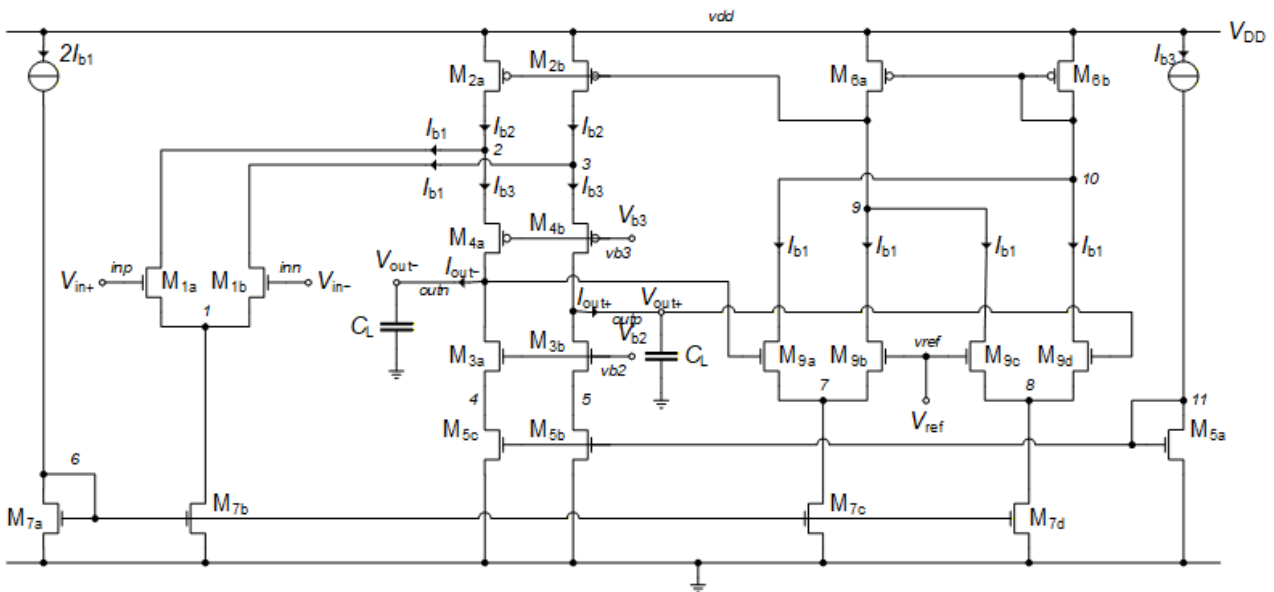 vdd
V_DD
2I_b1
M_2a
M_2b
M_6a
M_6b
I_b3
I_b1
I_b2
I_b2
2
3
I_b1
I_b3
I_b3
10
9
V_b3
M_4a
M_4b
vb3
I_b1
I_b1
I_b1
I_b1
V_in+
inp
M_1a
M_1b
inn
V_in−
V_out−
I_out−
outn
1
I_out+
V_out+
outp
C_L
V_b2
M_3a
M_3b
vb2
C_L
M_9a
M_9b
vref
M_9c
M_9d
4
5
7
8
11
V_ref
M_5c
M_5b
M_5a
6
M_7a
M_7b
M_7c
M_7d